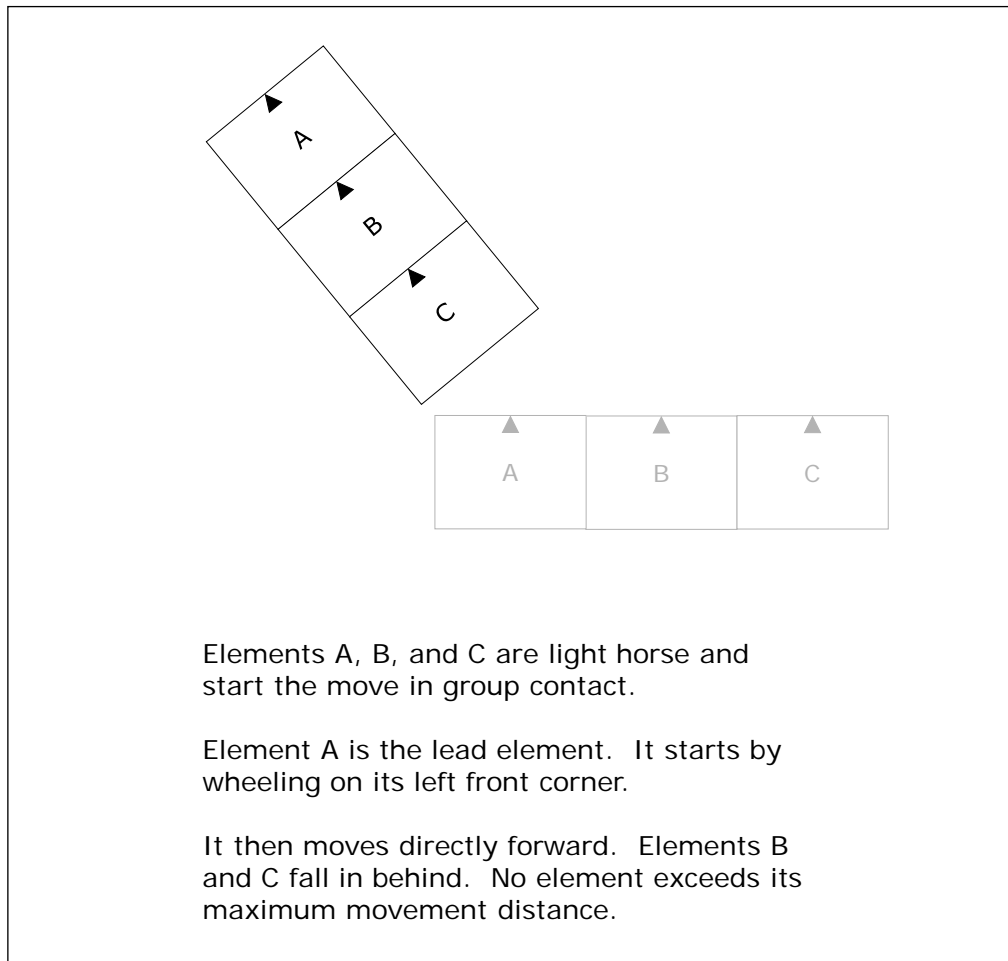 A
B
C
A B C
Elements A, B, and C are light horse and
start the move in group contact.
Element A is the lead element.  It starts by
wheeling on its left front corner.
It then moves directly forward.  Elements B
and C fall in behind.  No element exceeds its
maximum movement distance.